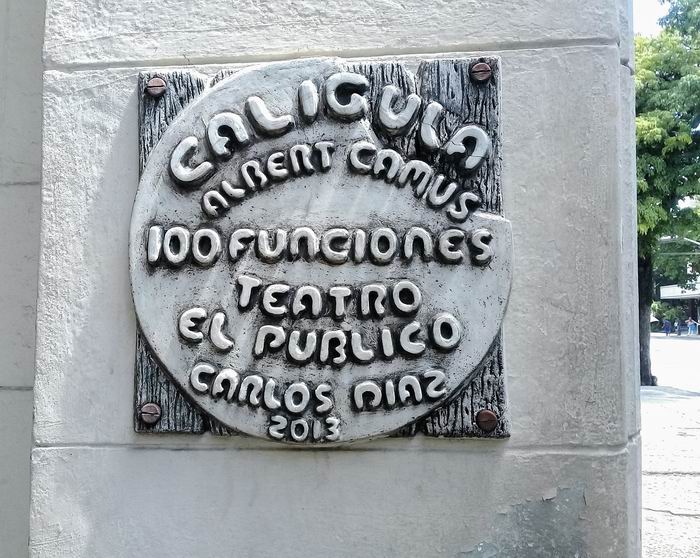 CALIGULA
ALBERT CAMUS
100 FUNCIONES
TEATRO
EL PUBLICO
CARLOS DIAZ
2013